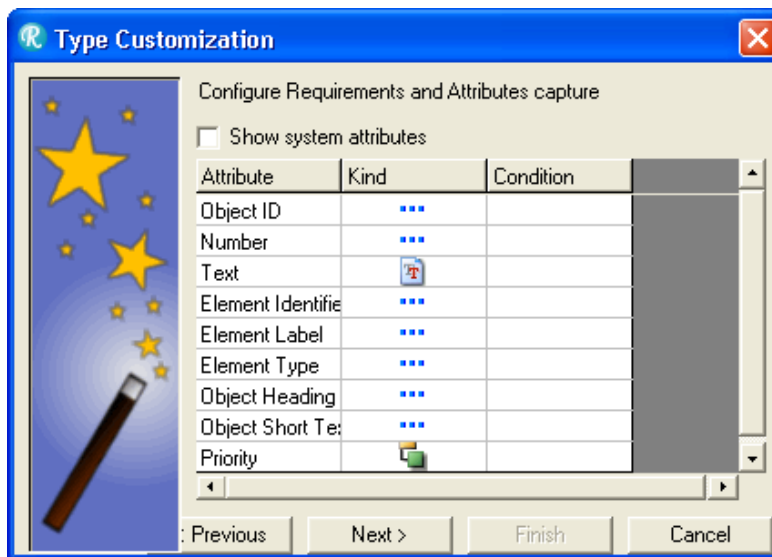 Type Customization
Configure Requirements and Attributes capture
Show system attributes
Attribute Kind Condition
Object ID
Number
Text
Element Identifie
Element Label
Element Type
Object Heading
Object Short Te
Priority
: Previous Next > Finish Cancel